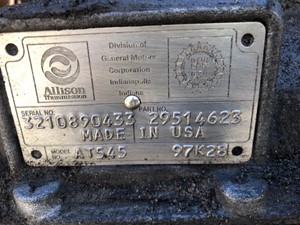 Allison
Transmission
Division of
General Motors
Corporation
Indianapolis
Indiana
SERIAL NO.
PART NO.
3210890433 29514623
MADE IN USA
MODEL NO. AT545 97K28